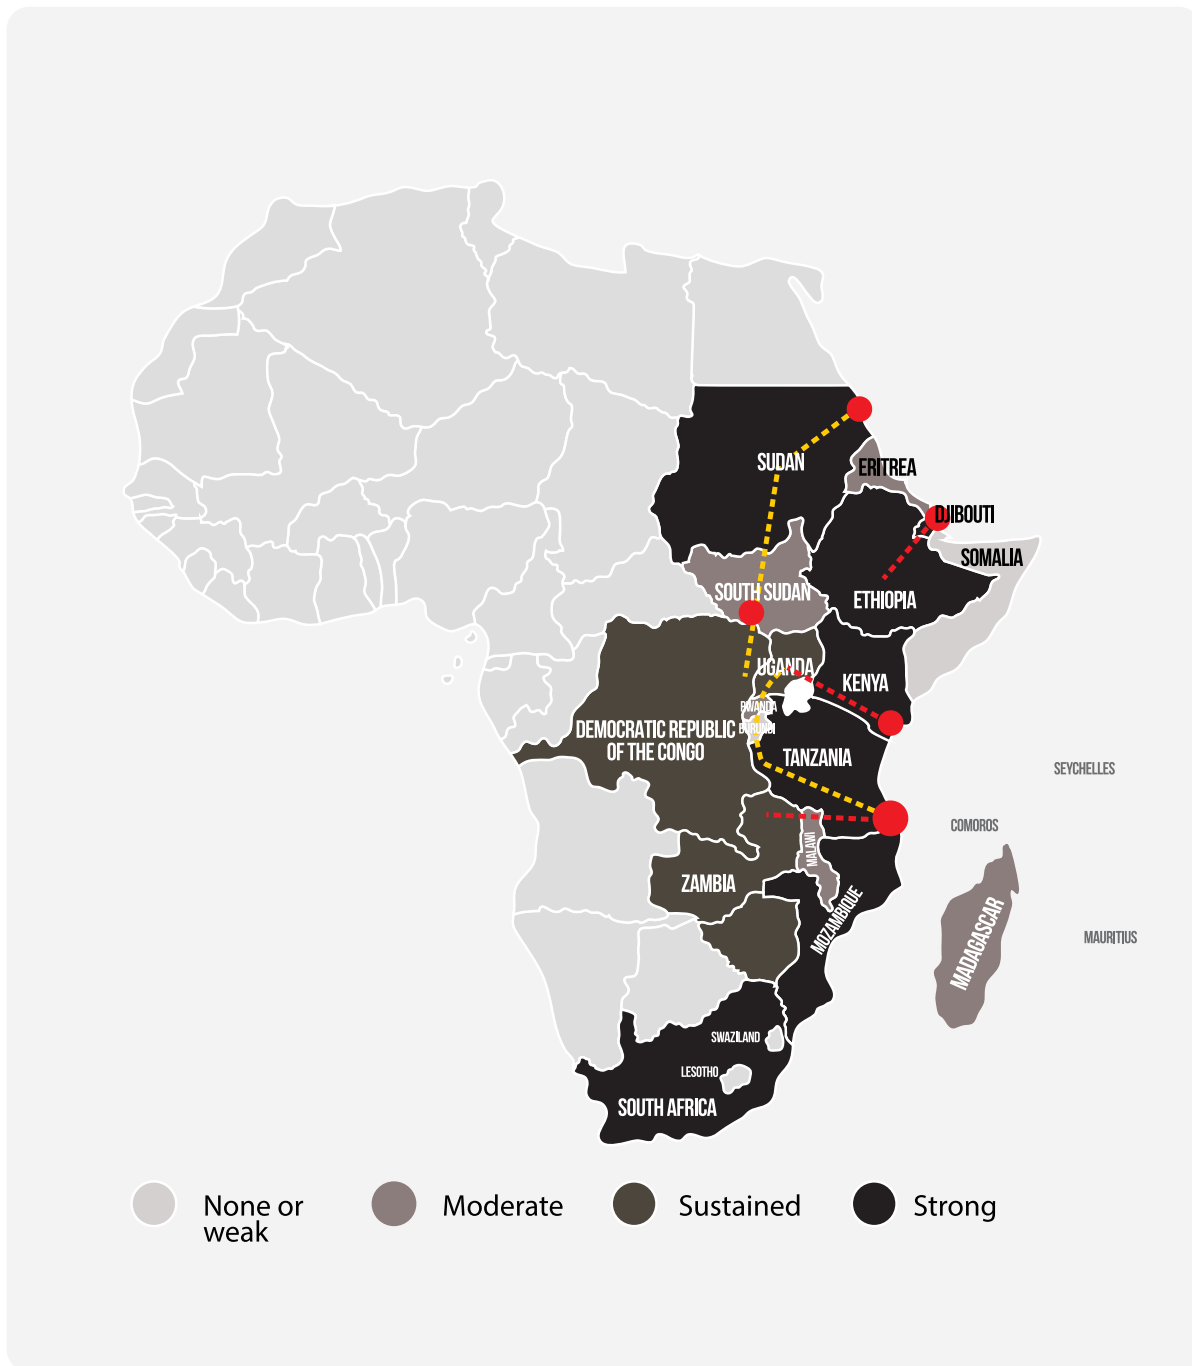 SUDAN
ERITREA
DJIBOUTI
SOMALIA
SOUTH SUDAN
ETHIOPIA
UGANDA
KENYA
RWANDA
BURUNDI
DEMOCRATIC REPUBLIC
OF THE CONGO
TANZANIA
SEYCHELLES
COMOROS
MALAWI
ZAMBIA
MOZAMBIQUE
MADAGASCAR
MAURITIUS
SWAZILAND
LESOTHO
SOUTH AFRICA
None or
weak
Moderate
Sustained
Strong